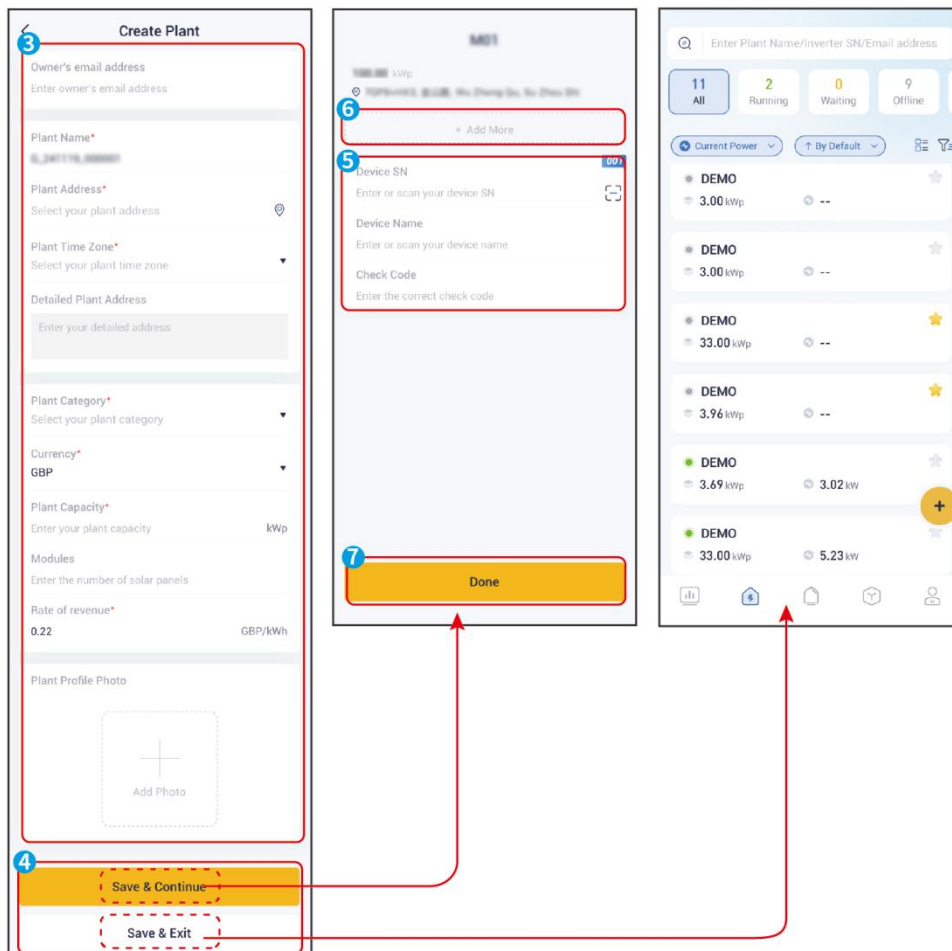 3
Create Plant
Owner's email address
Enter owner's email address
Plant Name*
Plant Address*
Select your plant address
Plant Time Zone*
Select your plant time zone
Detailed Plant Address
Enter your detailed address
Plant Category*
Select your plant category
Currency*
GBP
Plant Capacity*
Enter your plant capacity kWp
Modules
Enter the number of solar panels
Rate of revenue*
0.22 GBP/kWh
Plant Profile Photo
Add Photo
4
Save & Continue
Save & Exit
M01
100.00 kWp
6
+ Add More
5
001
Device SN
Enter or scan your device SN
Device Name
Enter or scan your device name
Check Code
Enter the correct check code
7
Done
Enter Plant Name/Inverter SN/Email address
11 2 0 9
All Running Waiting Offline
Current Power ↑ By Default
DEMO
3.00 kWp --
DEMO
3.00 kWp --
DEMO
33.00 kWp --
DEMO
3.96 kWp --
DEMO
3.69 kWp 3.02 kW
+
DEMO
33.00 kWp 5.23 kW